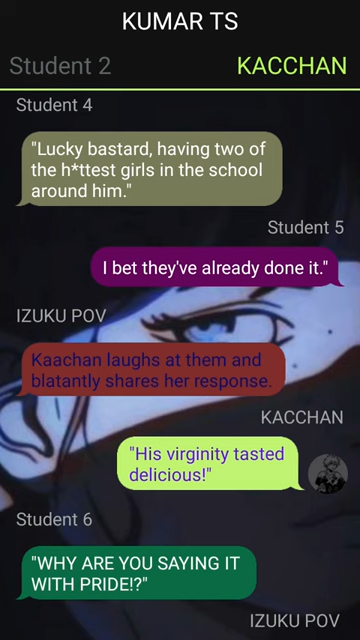 KUMAR TS
Student 2
KACCHAN
Student 4
"Lucky bastard, having two of
the h*ttest girls in the school
around him."
Student 5
I bet they've already done it."
IZUKU POV
Kaachan laughs at them and
blatantly shares her response.
KACCHAN
"His virginity tasted
delicious!"
Student 6
"WHY ARE YOU SAYING IT
WITH PRIDE!?"
IZUKU POV